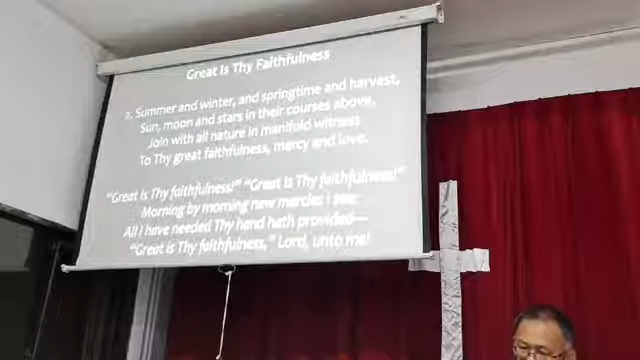 Great Is Thy Faithfulness
2. Summer and winter, and springtime and harvest,
Sun, moon and stars in their courses above,
Join with all nature in manifold witness
To Thy great faithfulness, mercy and love.
"Great is Thy faithfulness!" "Great is Thy faithfulness!"
Morning by morning new mercies I see;
All I have needed Thy hand hath provided—
"Great is Thy faithfulness," Lord, unto me!